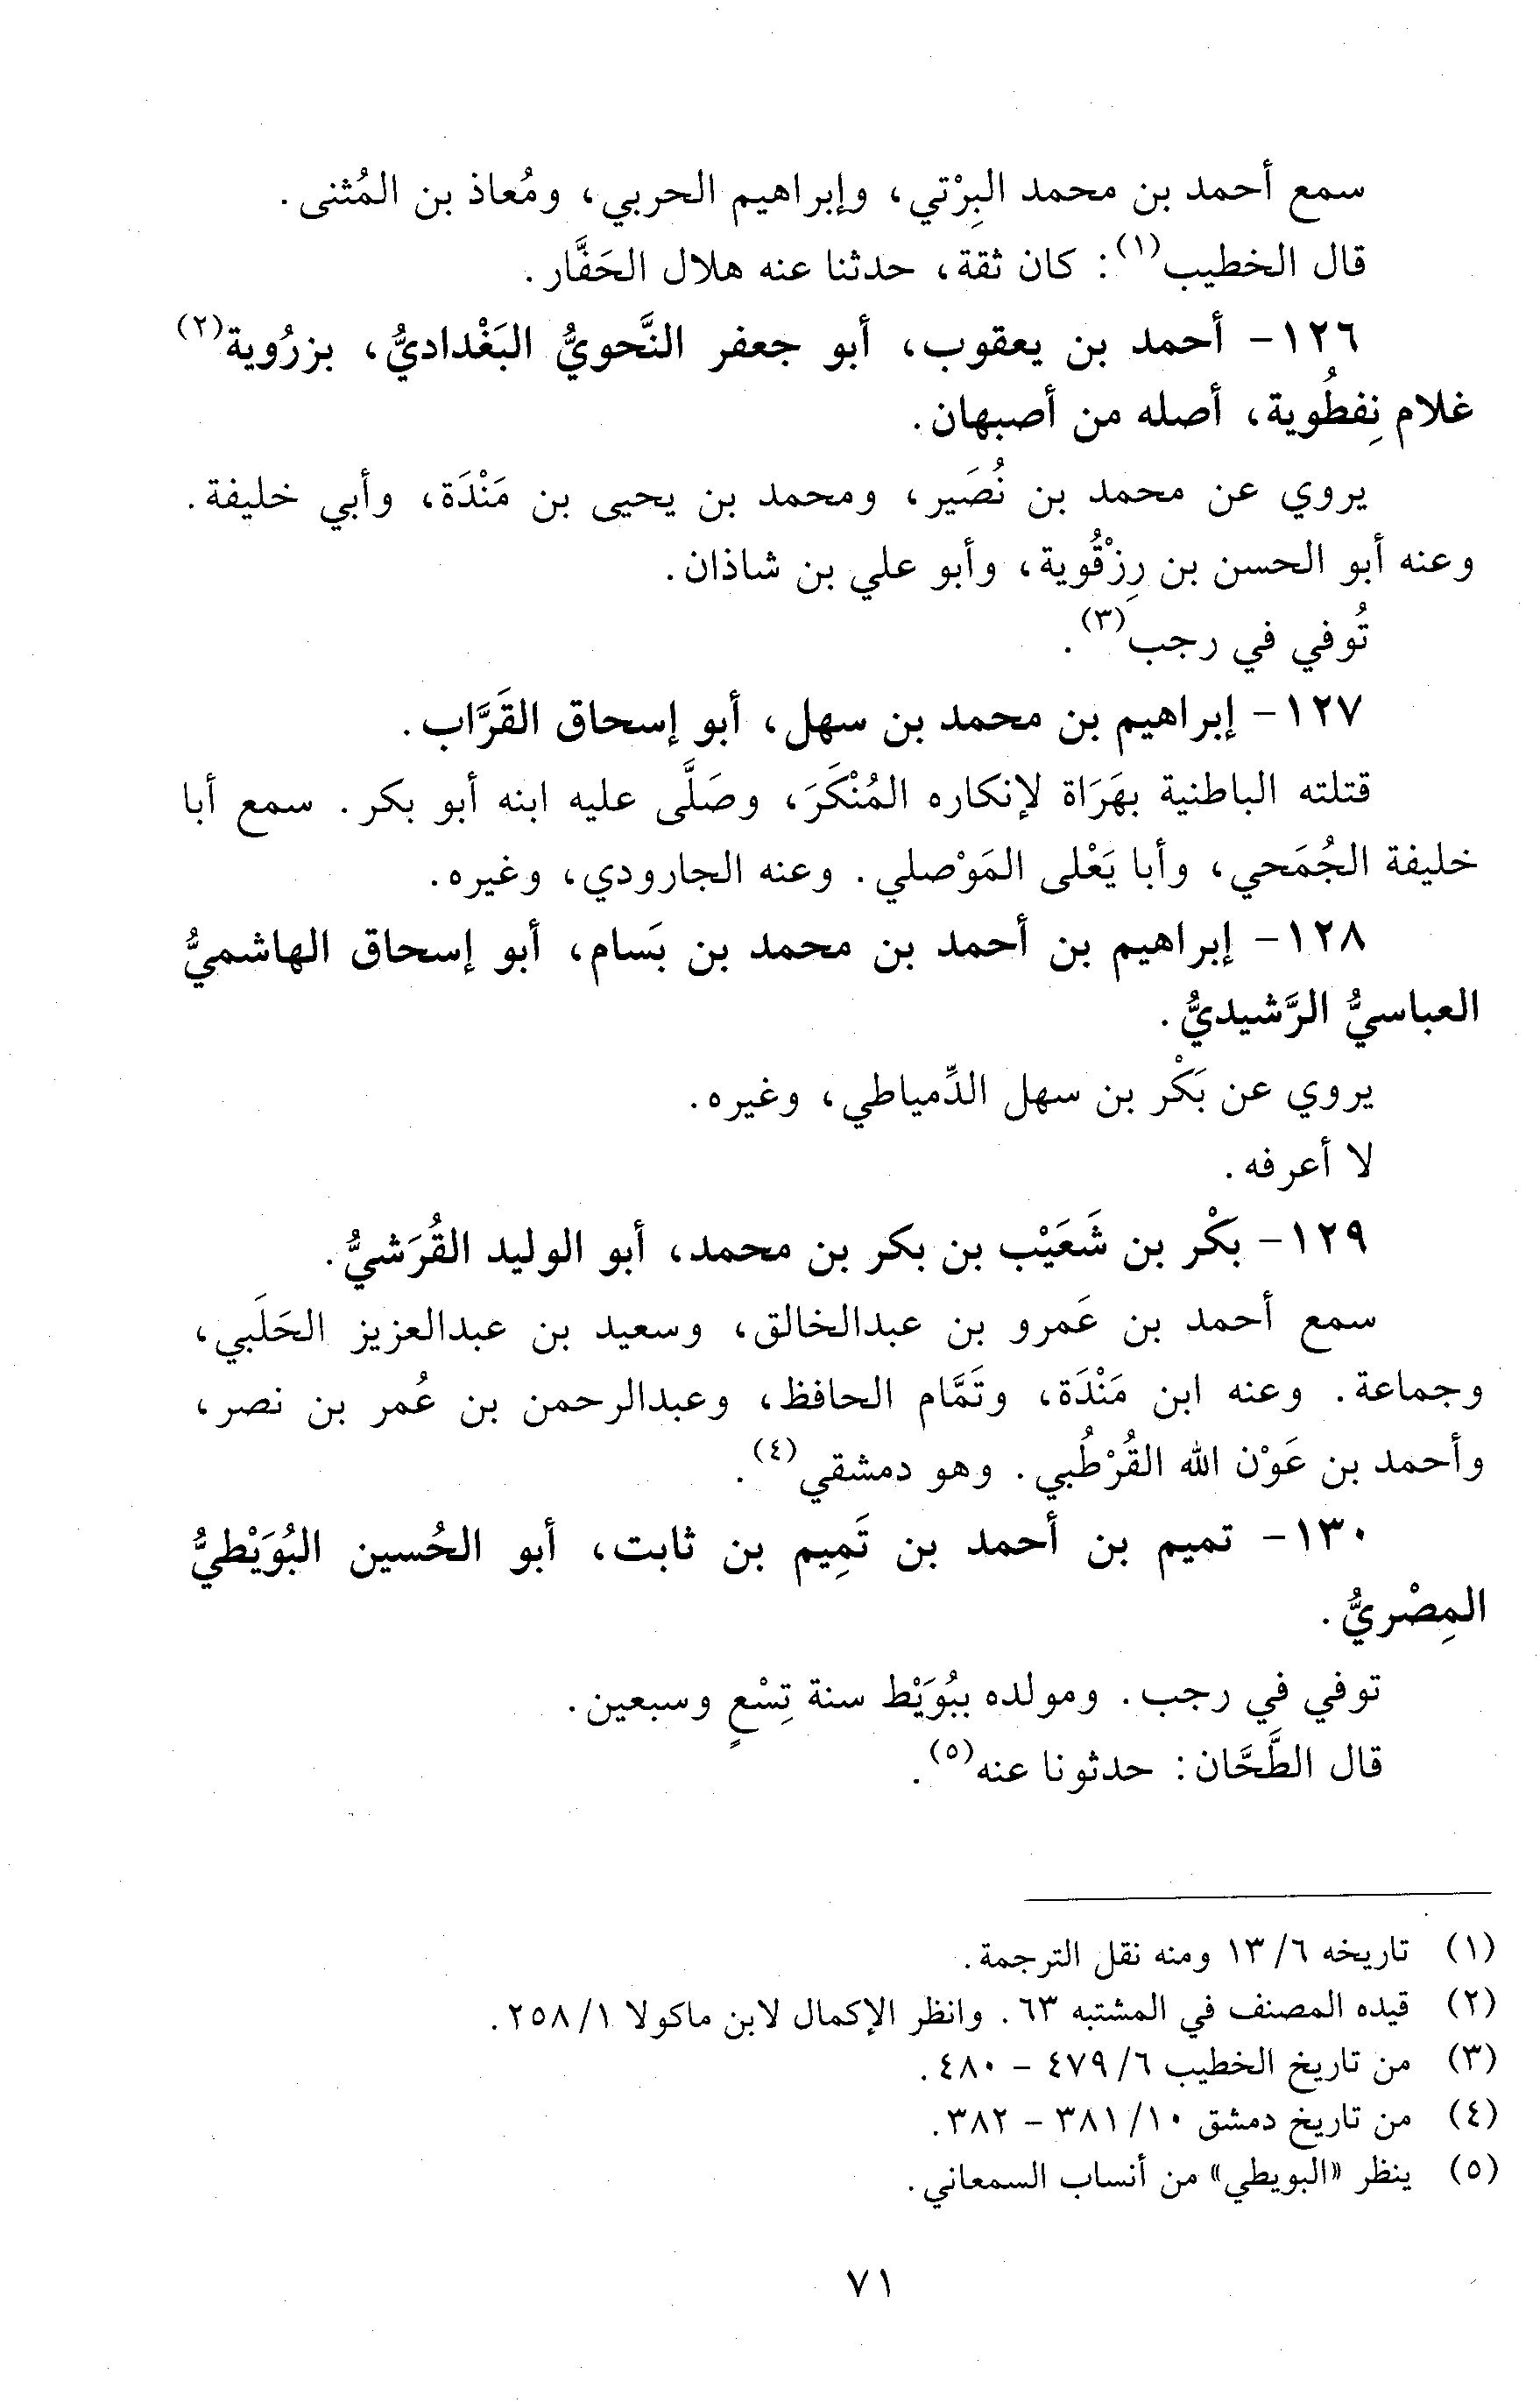 سمع أحمد بن محمد البِرْتي، وإبراهيم الحربي، ومُعاذ بن المُثنى.
قال الخطيب(١): كان ثقة، حدثنا عنه هلال الحَفَّار.
١٢٦- أحمد بن يعقوب، أبو جعفر النَّحويُّ البَغْداديُّ، بزرُوية(٢)
غلام نِفطُوية، أصله من أصبهان.
يروي عن محمد بن نُصَير، ومحمد بن يحيى بن مَنْدَة، وأبي خليفة.
وعنه أبو الحسن بن رِزْقُوية، وأبو علي بن شاذان.
تُوفي في رجب(٣).
١٢٧- إبراهيم بن محمد بن سهل، أبو إسحاق القَرَّاب.
قتلته الباطنية بهَرَاة لإنكاره المُنْكَرَ، وصَلَّى عليه ابنه أبو بكر. سمع أبا
خليفة الجُمَحي، وأبا يَعْلى المَوْصلي. وعنه الجارودي، وغيره.
١٢٨- إبراهيم بن أحمد بن محمد بن بَسام، أبو إسحاق الهاشميُّ
العباسيُّ الرَّشيديُّ.
يروي عن بَكْر بن سهل الدِّمياطي، وغيره.
لا أعرفه.
١٢٩- بكْر بن شَعَيْب بن بكر بن محمد، أبو الوليد القُرَشيُّ.
سمع أحمد بن عَمرو بن عبدالخالق، وسعيد بن عبدالعزيز الحَلَبي،
وجماعة. وعنه ابن مَنْدَة، وتَمَّام الحافظ، وعبدالرحمن بن عُمر بن نصر،
وأحمد بن عَوْن الله القُرْطُبي. وهو دمشقي(٤).
١٣٠- تميم بن أحمد بن تَمِيم بن ثابت، أبو الحُسين البُوَيْطيُّ
المِصْريُّ.
توفي في رجب. ومولده ببُوَيْط سنة تِسْعٍ وسبعين.
قال الطَّحَّان: حدثونا عنه(٥).
(١) تاريخه ٦/ ١٣ ومنه نقل الترجمة.
(٢) قيده المصنف في المشتبه ٦٣. وانظر الإكمال لابن ماكولا ١/ ٢٥٨.
(٣) من تاريخ الخطيب ٦/ ٤٧٩ - ٤٨٠.
(٤) من تاريخ دمشق ١٠/ ٣٨١ - ٣٨٢.
(٥) ينظر «البويطي» من أنساب السمعاني.
٧١